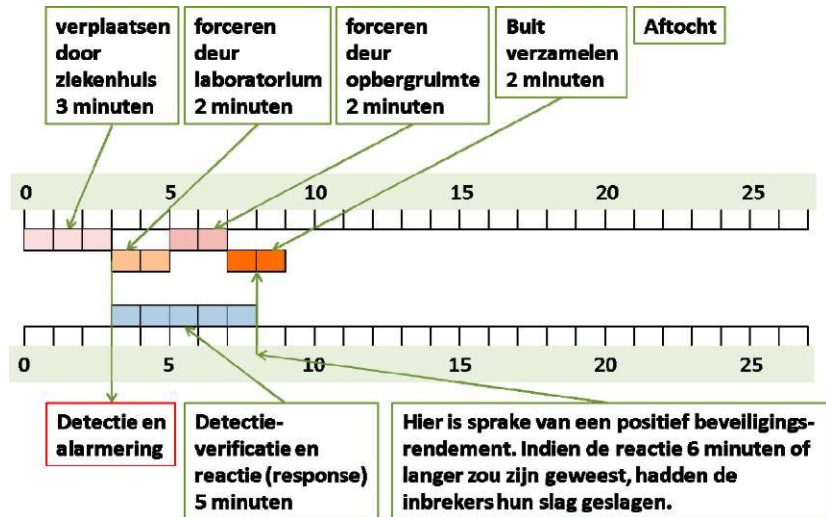 verplaatsen
door
ziekenhuis
3 minuten
forceren
deur
laboratorium
2 minuten
forceren
deur
opbergruimte
2 minuten
Buit
verzamelen
2 minuten
Aftocht
0 5 10 15 20 25
0 5 10 15 20 25
Detectie en
alarmering
Detectie-
verificatie en
reactie (response)
5 minuten
Hier is sprake van een positief beveiligings-
rendement. Indien de reactie 6 minuten of
langer zou zijn geweest, hadden de
inbrekers hun slag geslagen.